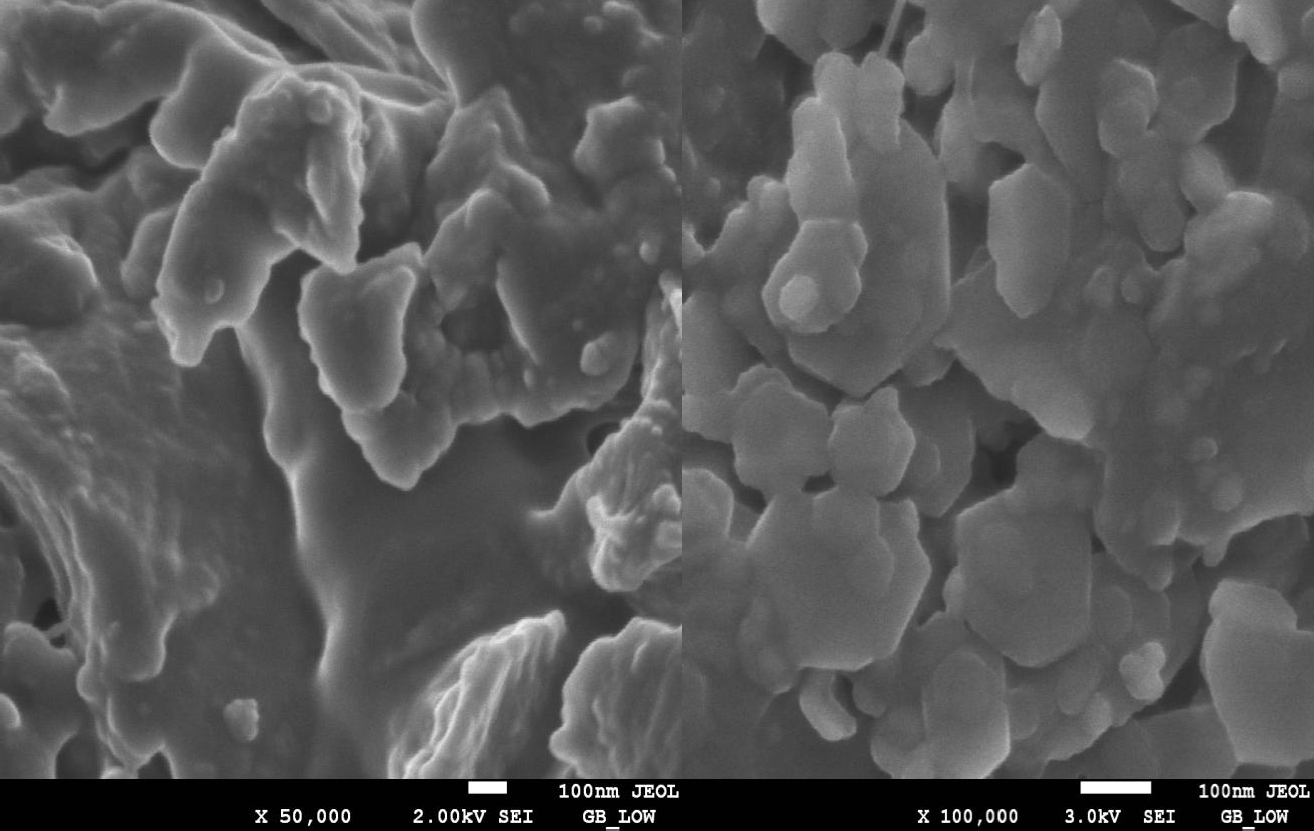 100nm JEOL
X 50,000 2.00kV SEI GB_LOW
100nm JEOL
X 100,000 3.0kV SEI GB_LOW